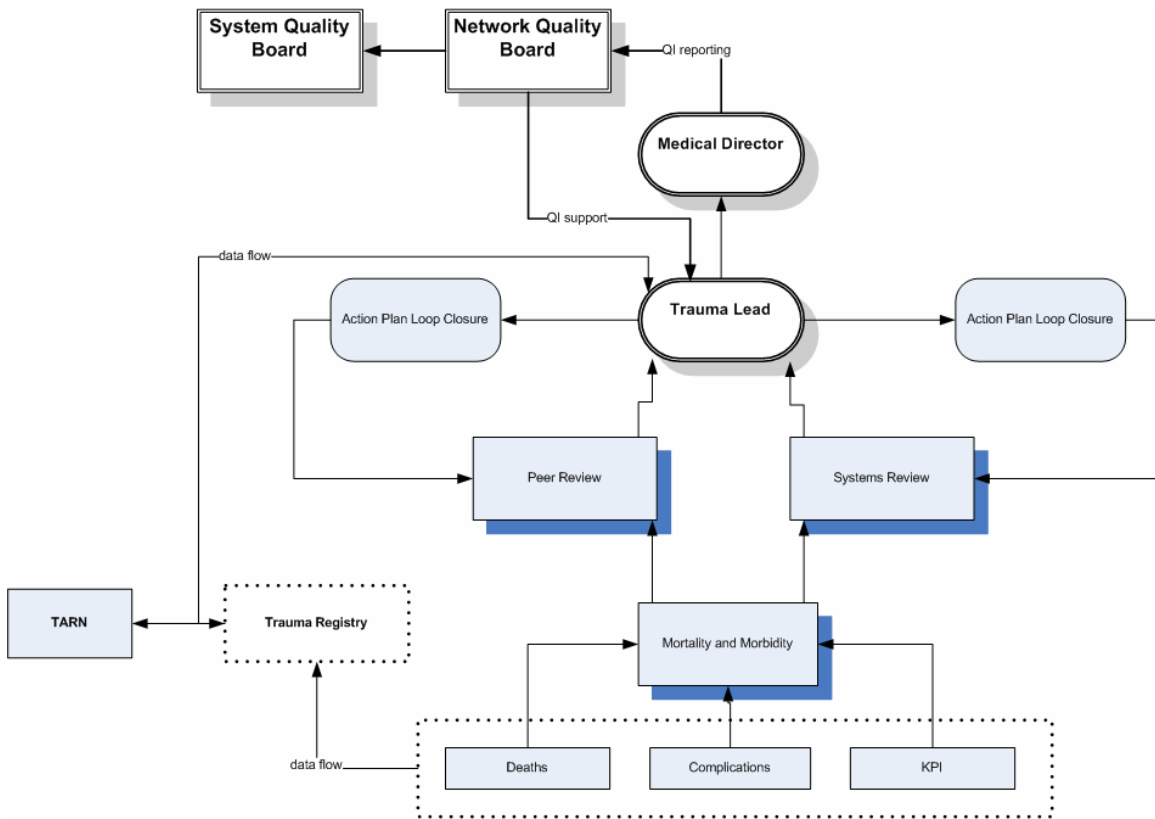 System Quality
Board
Network Quality
Board
QI reporting
Medical Director
QI support
data flow
Action Plan Loop Closure
Trauma Lead
Action Plan Loop Closure
Peer Review
Systems Review
TARN
Trauma Registry
Mortality and Morbidity
data flow
Deaths
Complications
KPI